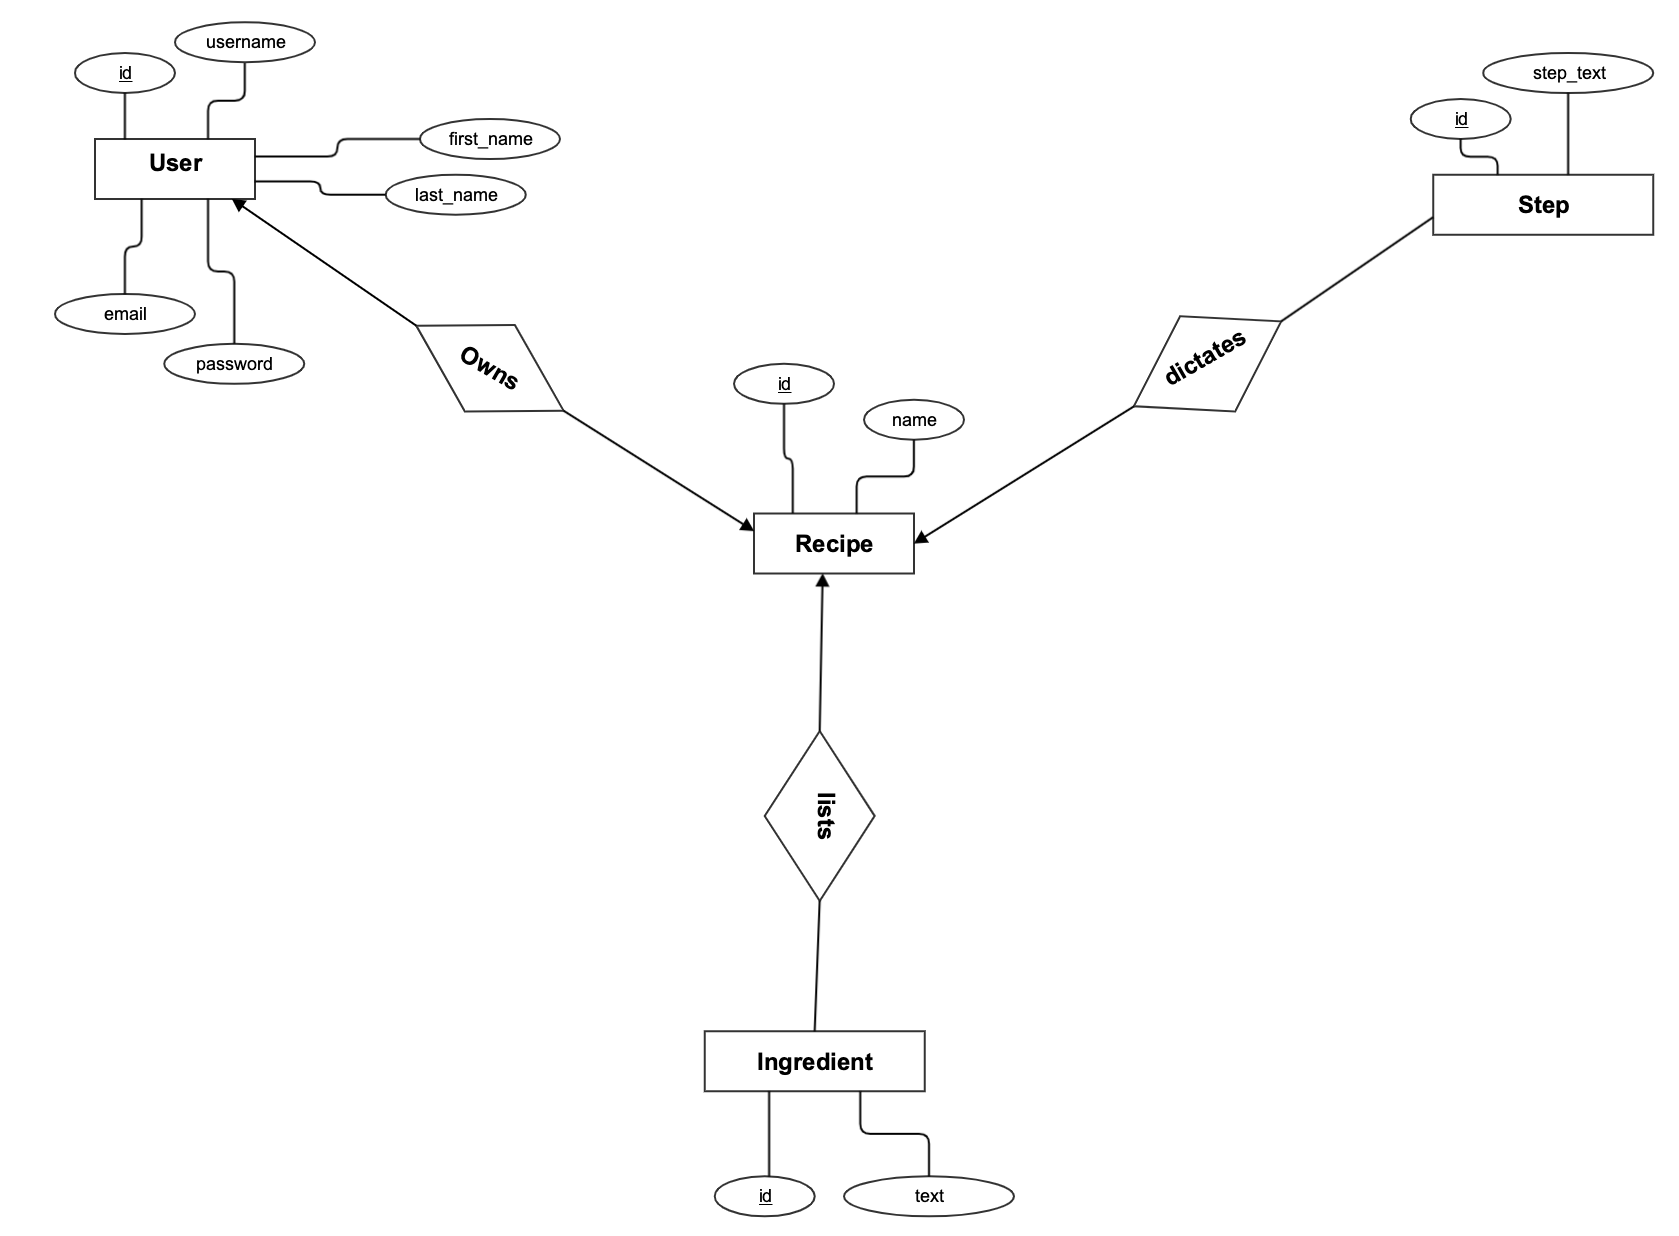 username
id
step_text
id
first_name
User
last_name
Step
email
password
Owns
dictates
id
name
Recipe
lists
Ingredient
id
text